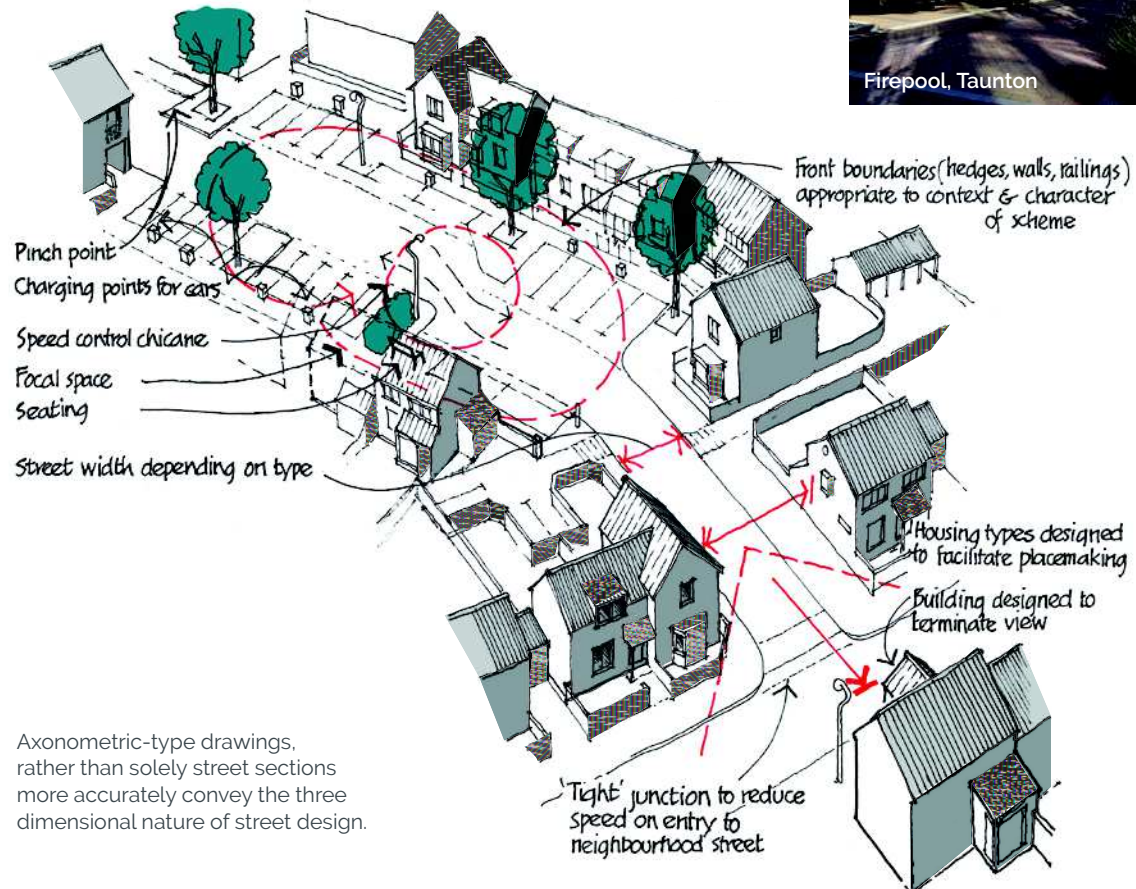 Firepool, Taunton
Front boundaries (hedges, walls, railings)
appropriate to context & character
of scheme
Pinch point
Charging points for cars
Speed control chicane
Focal space
Seating
Street width depending on type
Housing types designed
to facilitate placemaking
Building designed to
terminate view
'Tight' junction to reduce
speed on entry to
neighbourhood street
Axonometric-type drawings,
rather than solely street sections
more accurately convey the three
dimensional nature of street design.